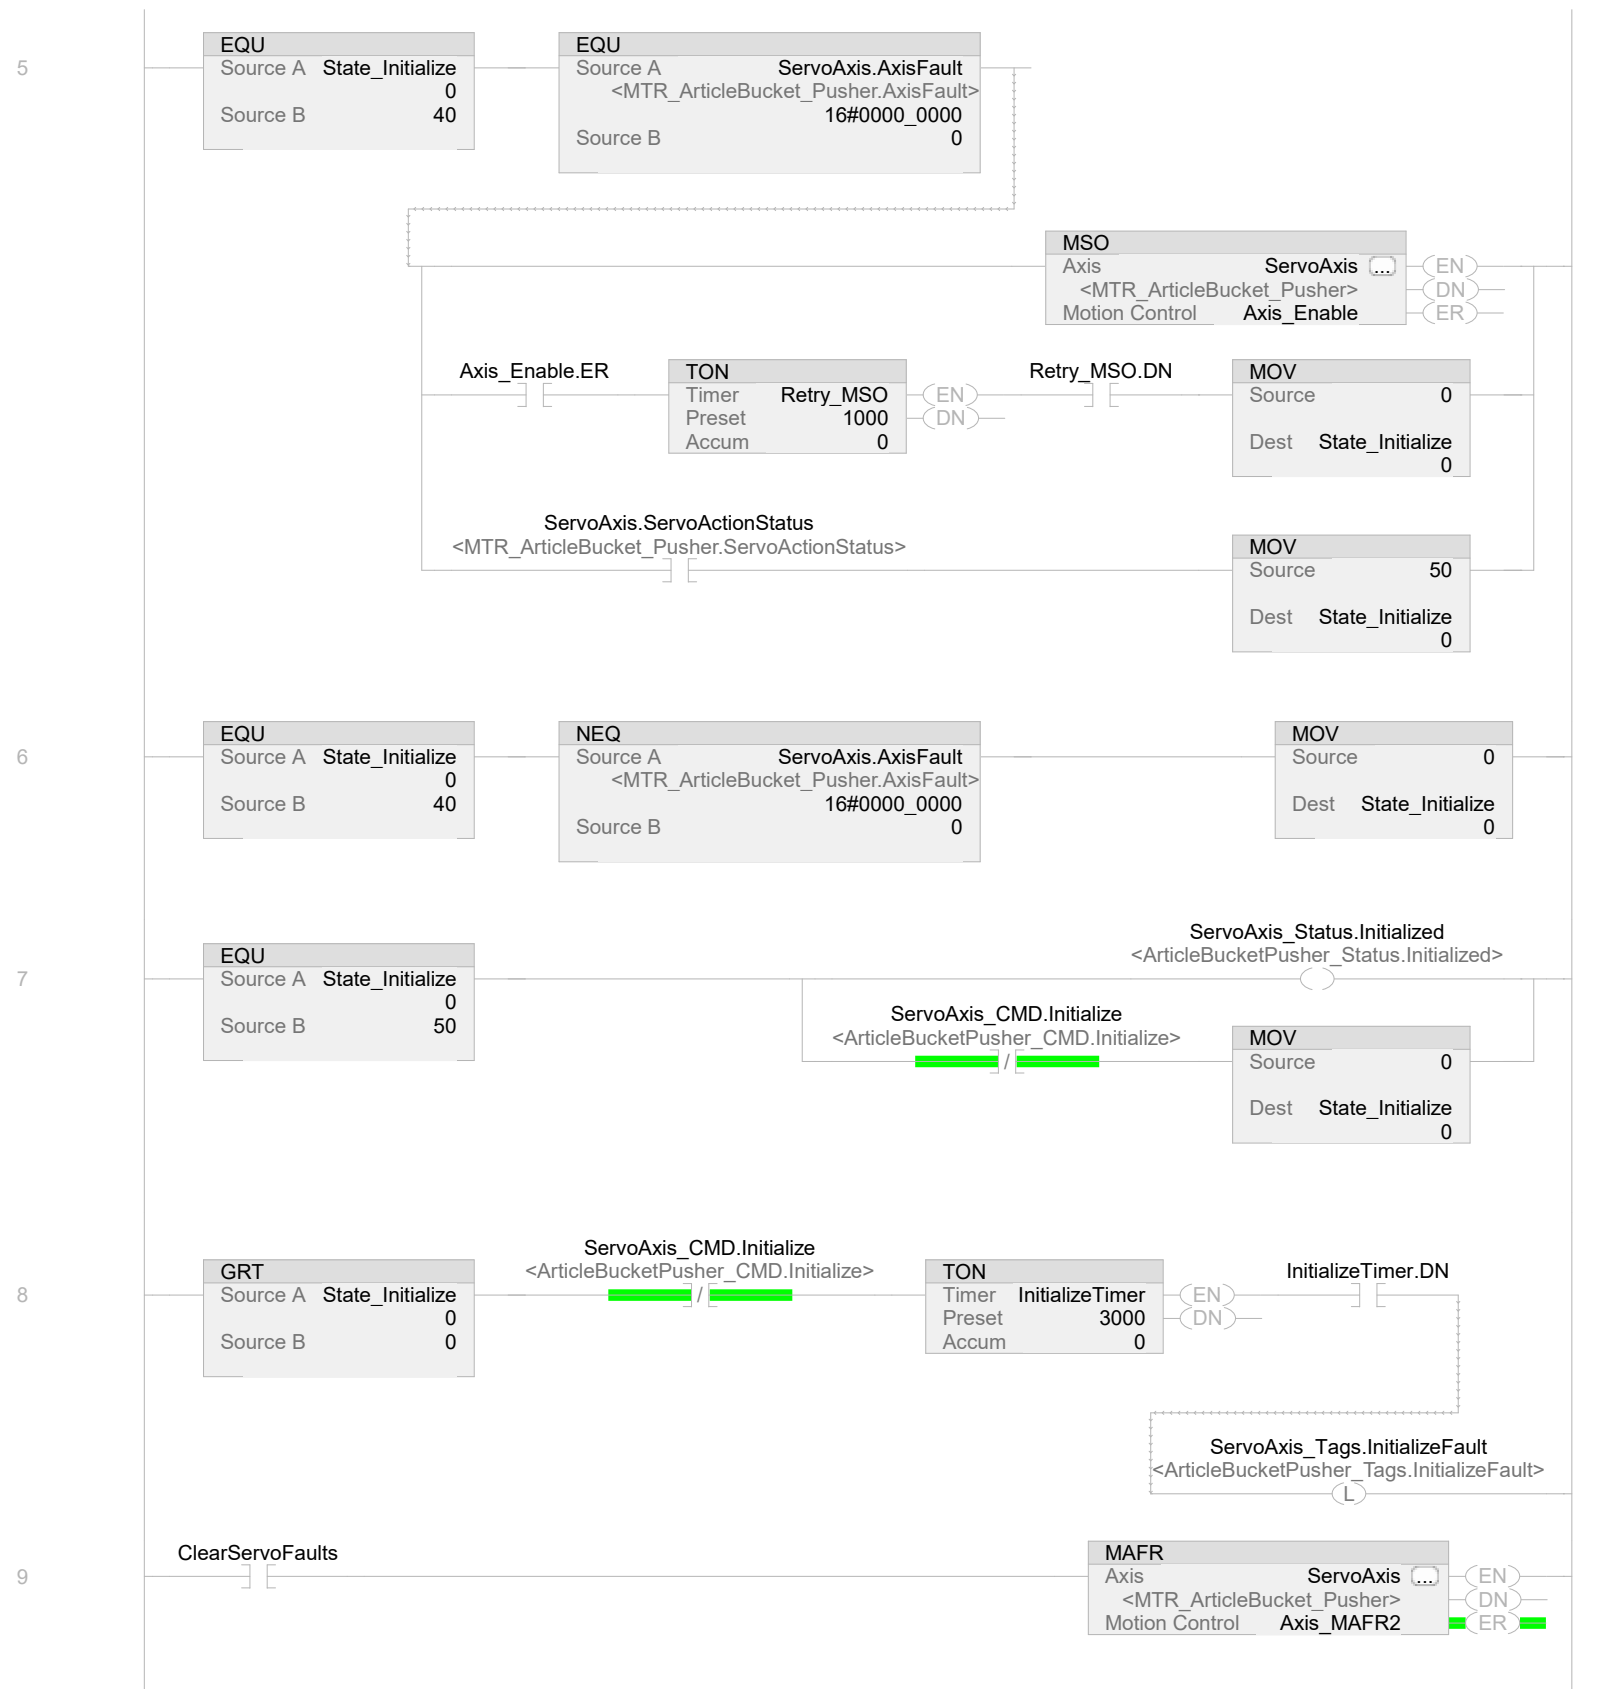 5
EQU
Source A State_Initialize
0
Source B 40
EQU
Source A ServoAxis.AxisFault
<MTR_ArticleBucket_Pusher.AxisFault>
16#0000_0000
Source B 0
MSO
Axis ServoAxis ...
<MTR_ArticleBucket_Pusher>
Motion Control Axis_Enable
EN
DN
ER
Axis_Enable.ER
TON
Timer Retry_MSO
Preset 1000
Accum 0
EN
DN
Retry_MSO.DN
MOV
Source 0
Dest State_Initialize
0
ServoAxis.ServoActionStatus
<MTR_ArticleBucket_Pusher.ServoActionStatus>
MOV
Source 50
Dest State_Initialize
0
6
EQU
Source A State_Initialize
0
Source B 40
NEQ
Source A ServoAxis.AxisFault
<MTR_ArticleBucket_Pusher.AxisFault>
16#0000_0000
Source B 0
MOV
Source 0
Dest State_Initialize
0
7
EQU
Source A State_Initialize
0
Source B 50
ServoAxis_Status.Initialized
<ArticleBucketPusher_Status.Initialized>
ServoAxis_CMD.Initialize
<ArticleBucketPusher_CMD.Initialize>
/
MOV
Source 0
Dest State_Initialize
0
8
GRT
Source A State_Initialize
0
Source B 0
ServoAxis_CMD.Initialize
<ArticleBucketPusher_CMD.Initialize>
/
TON
Timer InitializeTimer
Preset 3000
Accum 0
EN
DN
InitializeTimer.DN
ServoAxis_Tags.InitializeFault
<ArticleBucketPusher_Tags.InitializeFault>
L
9
ClearServoFaults
MAFR
Axis ServoAxis ...
<MTR_ArticleBucket_Pusher>
Motion Control Axis_MAFR2
EN
DN
ER